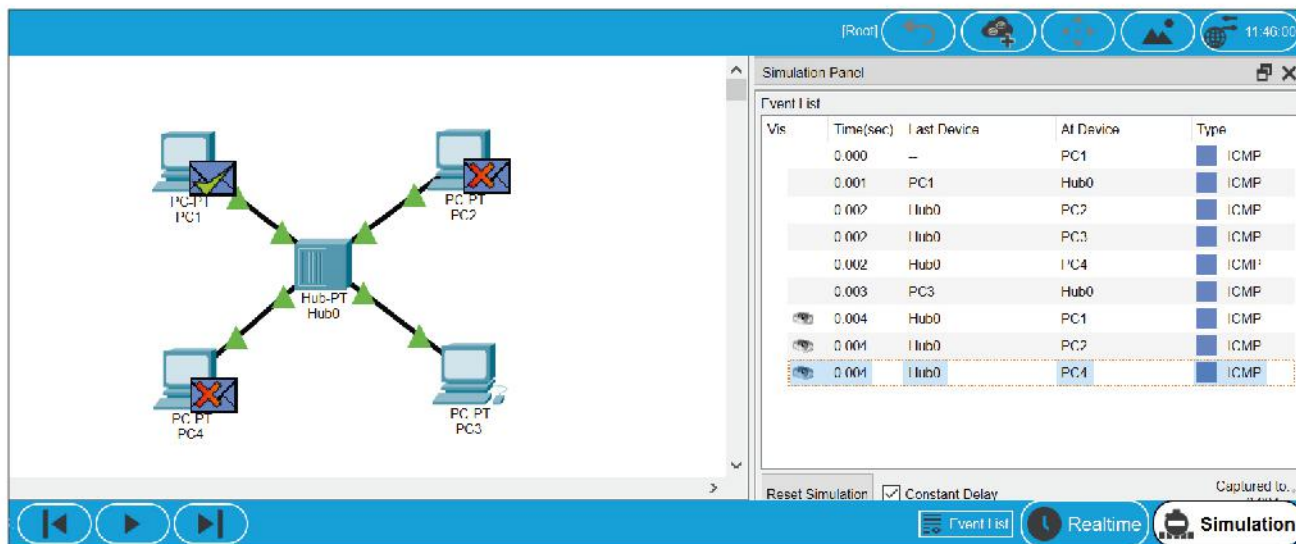 [Root] 11:46:00
Simulation Panel
Event List
Vis. Time(sec) Last Device At Device Type
0.000 -- PC1 ICMP
0.001 PC1 Hub0 ICMP
0.002 Hub0 PC2 ICMP
0.002 Hub0 PC3 ICMP
0.002 Hub0 PC4 ICMP
0.003 PC3 Hub0 ICMP
0.004 Hub0 PC1 ICMP
0.004 Hub0 PC2 ICMP
0.004 Hub0 PC4 ICMP
PC-PT
PC1
PC-PT
PC2
Hub-PT
Hub0
PC-PT
PC4
PC-PT
PC3
Reset Simulation Constant Delay Captured to:
Event List Realtime Simulation